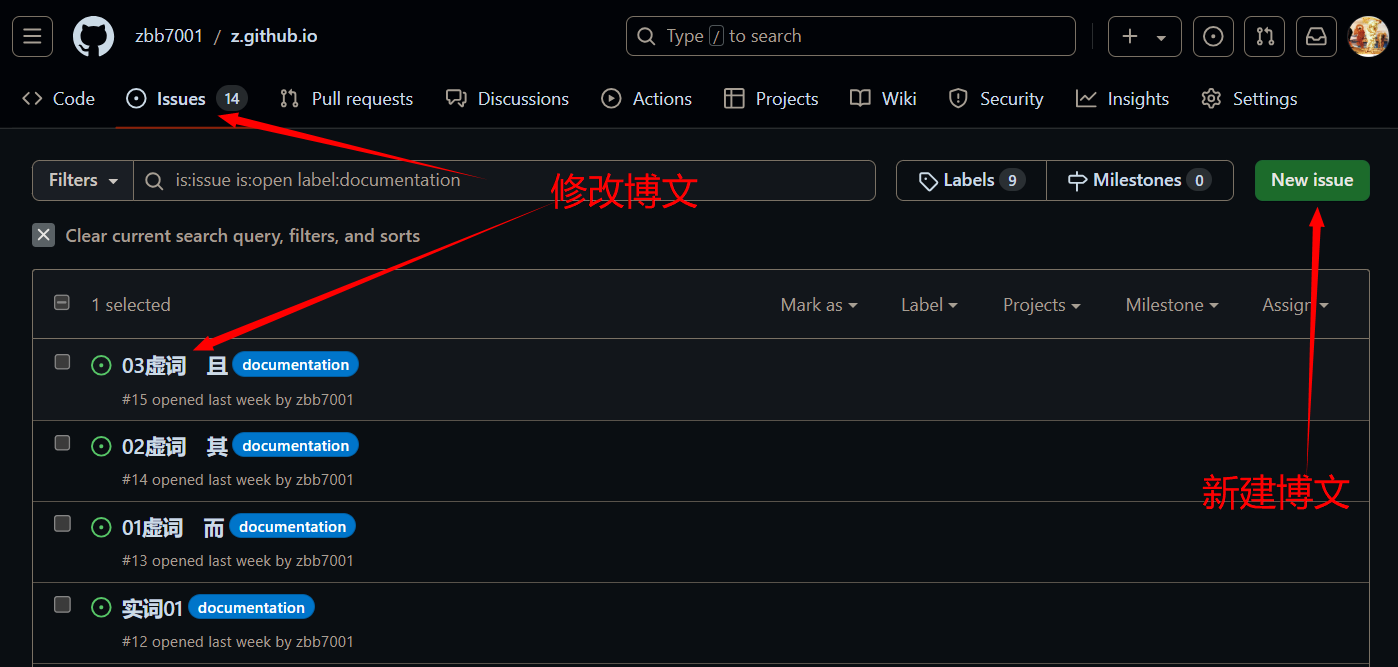 zbb7001 / z.github.io Type / to search
Code Issues 14 Pull requests Discussions Actions Projects Wiki Security Insights Settings
Filters is:issue is:open label:documentation Labels 9 Milestones 0 New issue
修改博文
Clear current search query, filters, and sorts
1 selected Mark as Label Projects Milestone Assign
03虚词 且 documentation
#15 opened last week by zbb7001
02虚词 其 documentation
#14 opened last week by zbb7001
新建博文
01虚词 而 documentation
#13 opened last week by zbb7001
实词01 documentation
#12 opened last week by zbb7001